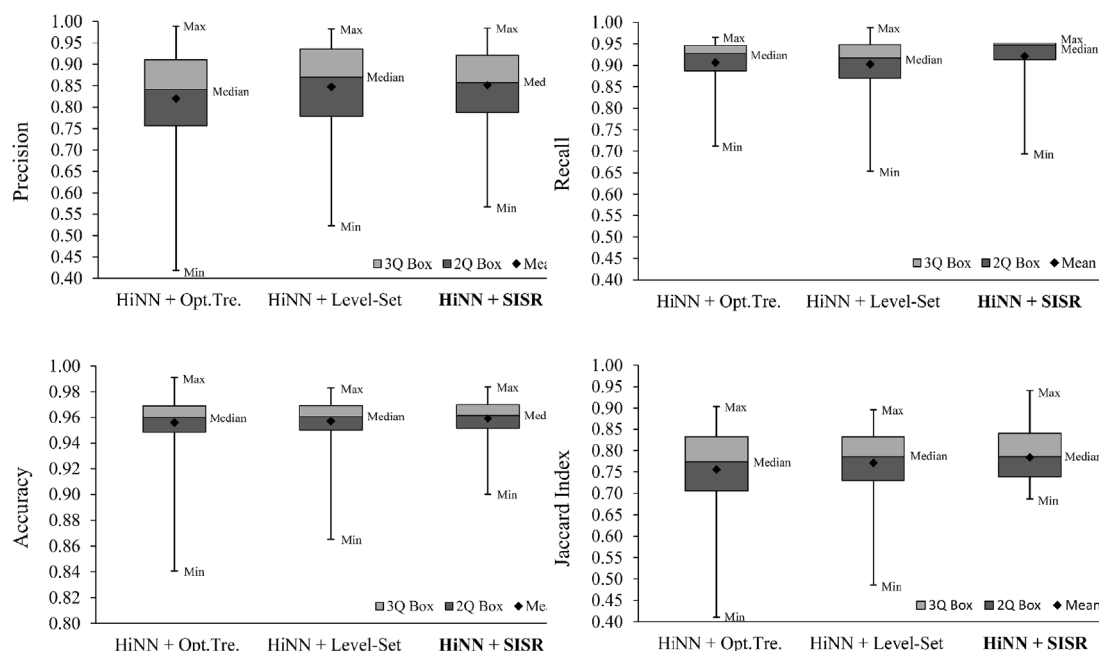 Precision
1.00
0.95
0.90
0.85
0.80
0.75
0.70
0.65
0.60
0.55
0.50
0.45
0.40
Max
Median
Min
Max
Median
Min
Max
Med
Min
3Q Box 2Q Box Mea
HiNN + Opt.Tre. HiNN + Level-Set HiNN + SISR
Recall
1.00
0.95
0.90
0.85
0.80
0.75
0.70
0.65
0.60
0.55
0.50
0.45
0.40
Max
Median
Min
Max
Median
Min
Max
Median
Min
3Q Box 2Q Box Mean
HiNN + Opt.Tre. HiNN + Level-Set HiNN + SISR
Accuracy
1.00
0.98
0.96
0.94
0.92
0.90
0.88
0.86
0.84
0.82
0.80
Max
Median
Min
Max
Median
Min
Max
Med
Min
3Q Box 2Q Box Mea
HiNN + Opt.Tre. HiNN + Level-Set HiNN + SISR
Jaccard Index
1.00
0.95
0.90
0.85
0.80
0.75
0.70
0.65
0.60
0.55
0.50
0.45
0.40
Max
Median
Min
Max
Median
Min
Max
Median
Min
3Q Box 2Q Box Mean
HiNN + Opt.Tre. HiNN + Level-Set HiNN + SISR